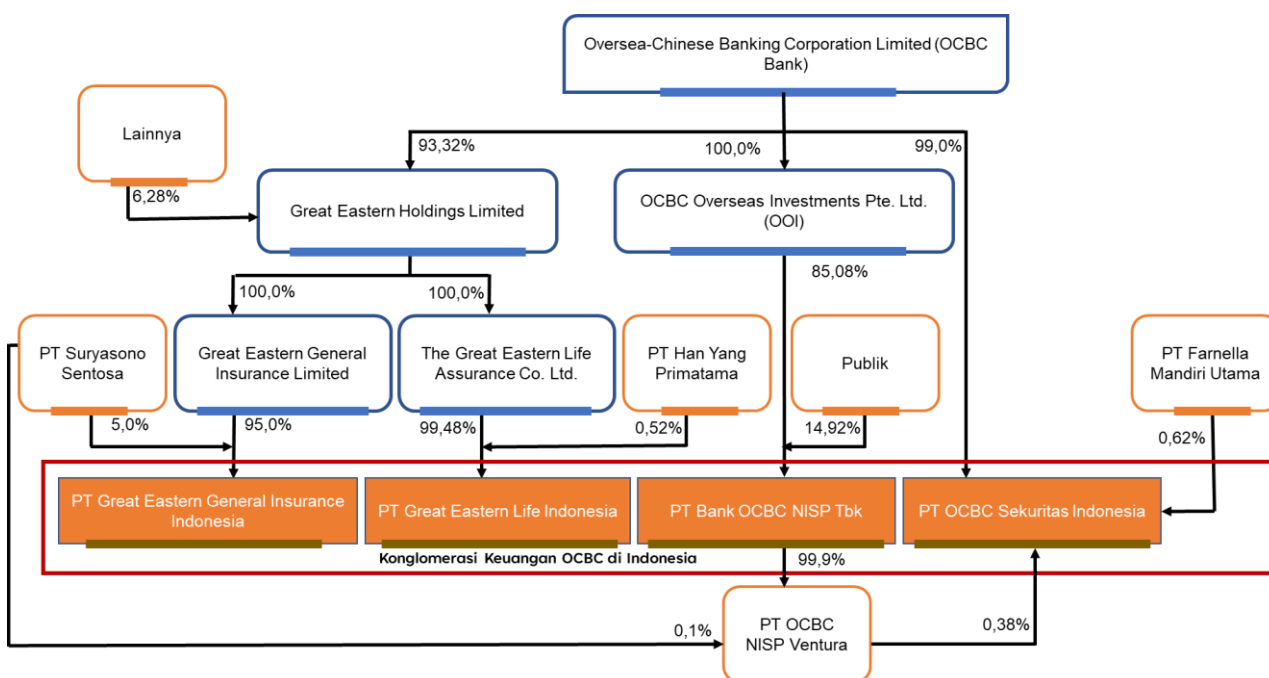 Oversea-Chinese Banking Corporation Limited (OCBC
Bank)
Lainnya
93,32%
100,0%
99,0%
6,28%
Great Eastern Holdings Limited
OCBC Overseas Investments Pte. Ltd.
(OOI)
85,08%
100,0%
100,0%
PT Suryasono
Sentosa
Great Eastern General
Insurance Limited
The Great Eastern Life
Assurance Co. Ltd.
PT Han Yang
Primatama
Publik
PT Farnella
Mandiri Utama
5,0%
95,0%
99,48%
0,52%
14,92%
0,62%
PT Great Eastern General Insurance
Indonesia
PT Great Eastern Life Indonesia
PT Bank OCBC NISP Tbk
PT OCBC Sekuritas Indonesia
Konglomerasi Keuangan OCBC di Indonesia
99,9%
PT OCBC
NISP Ventura
0,1%
0,38%